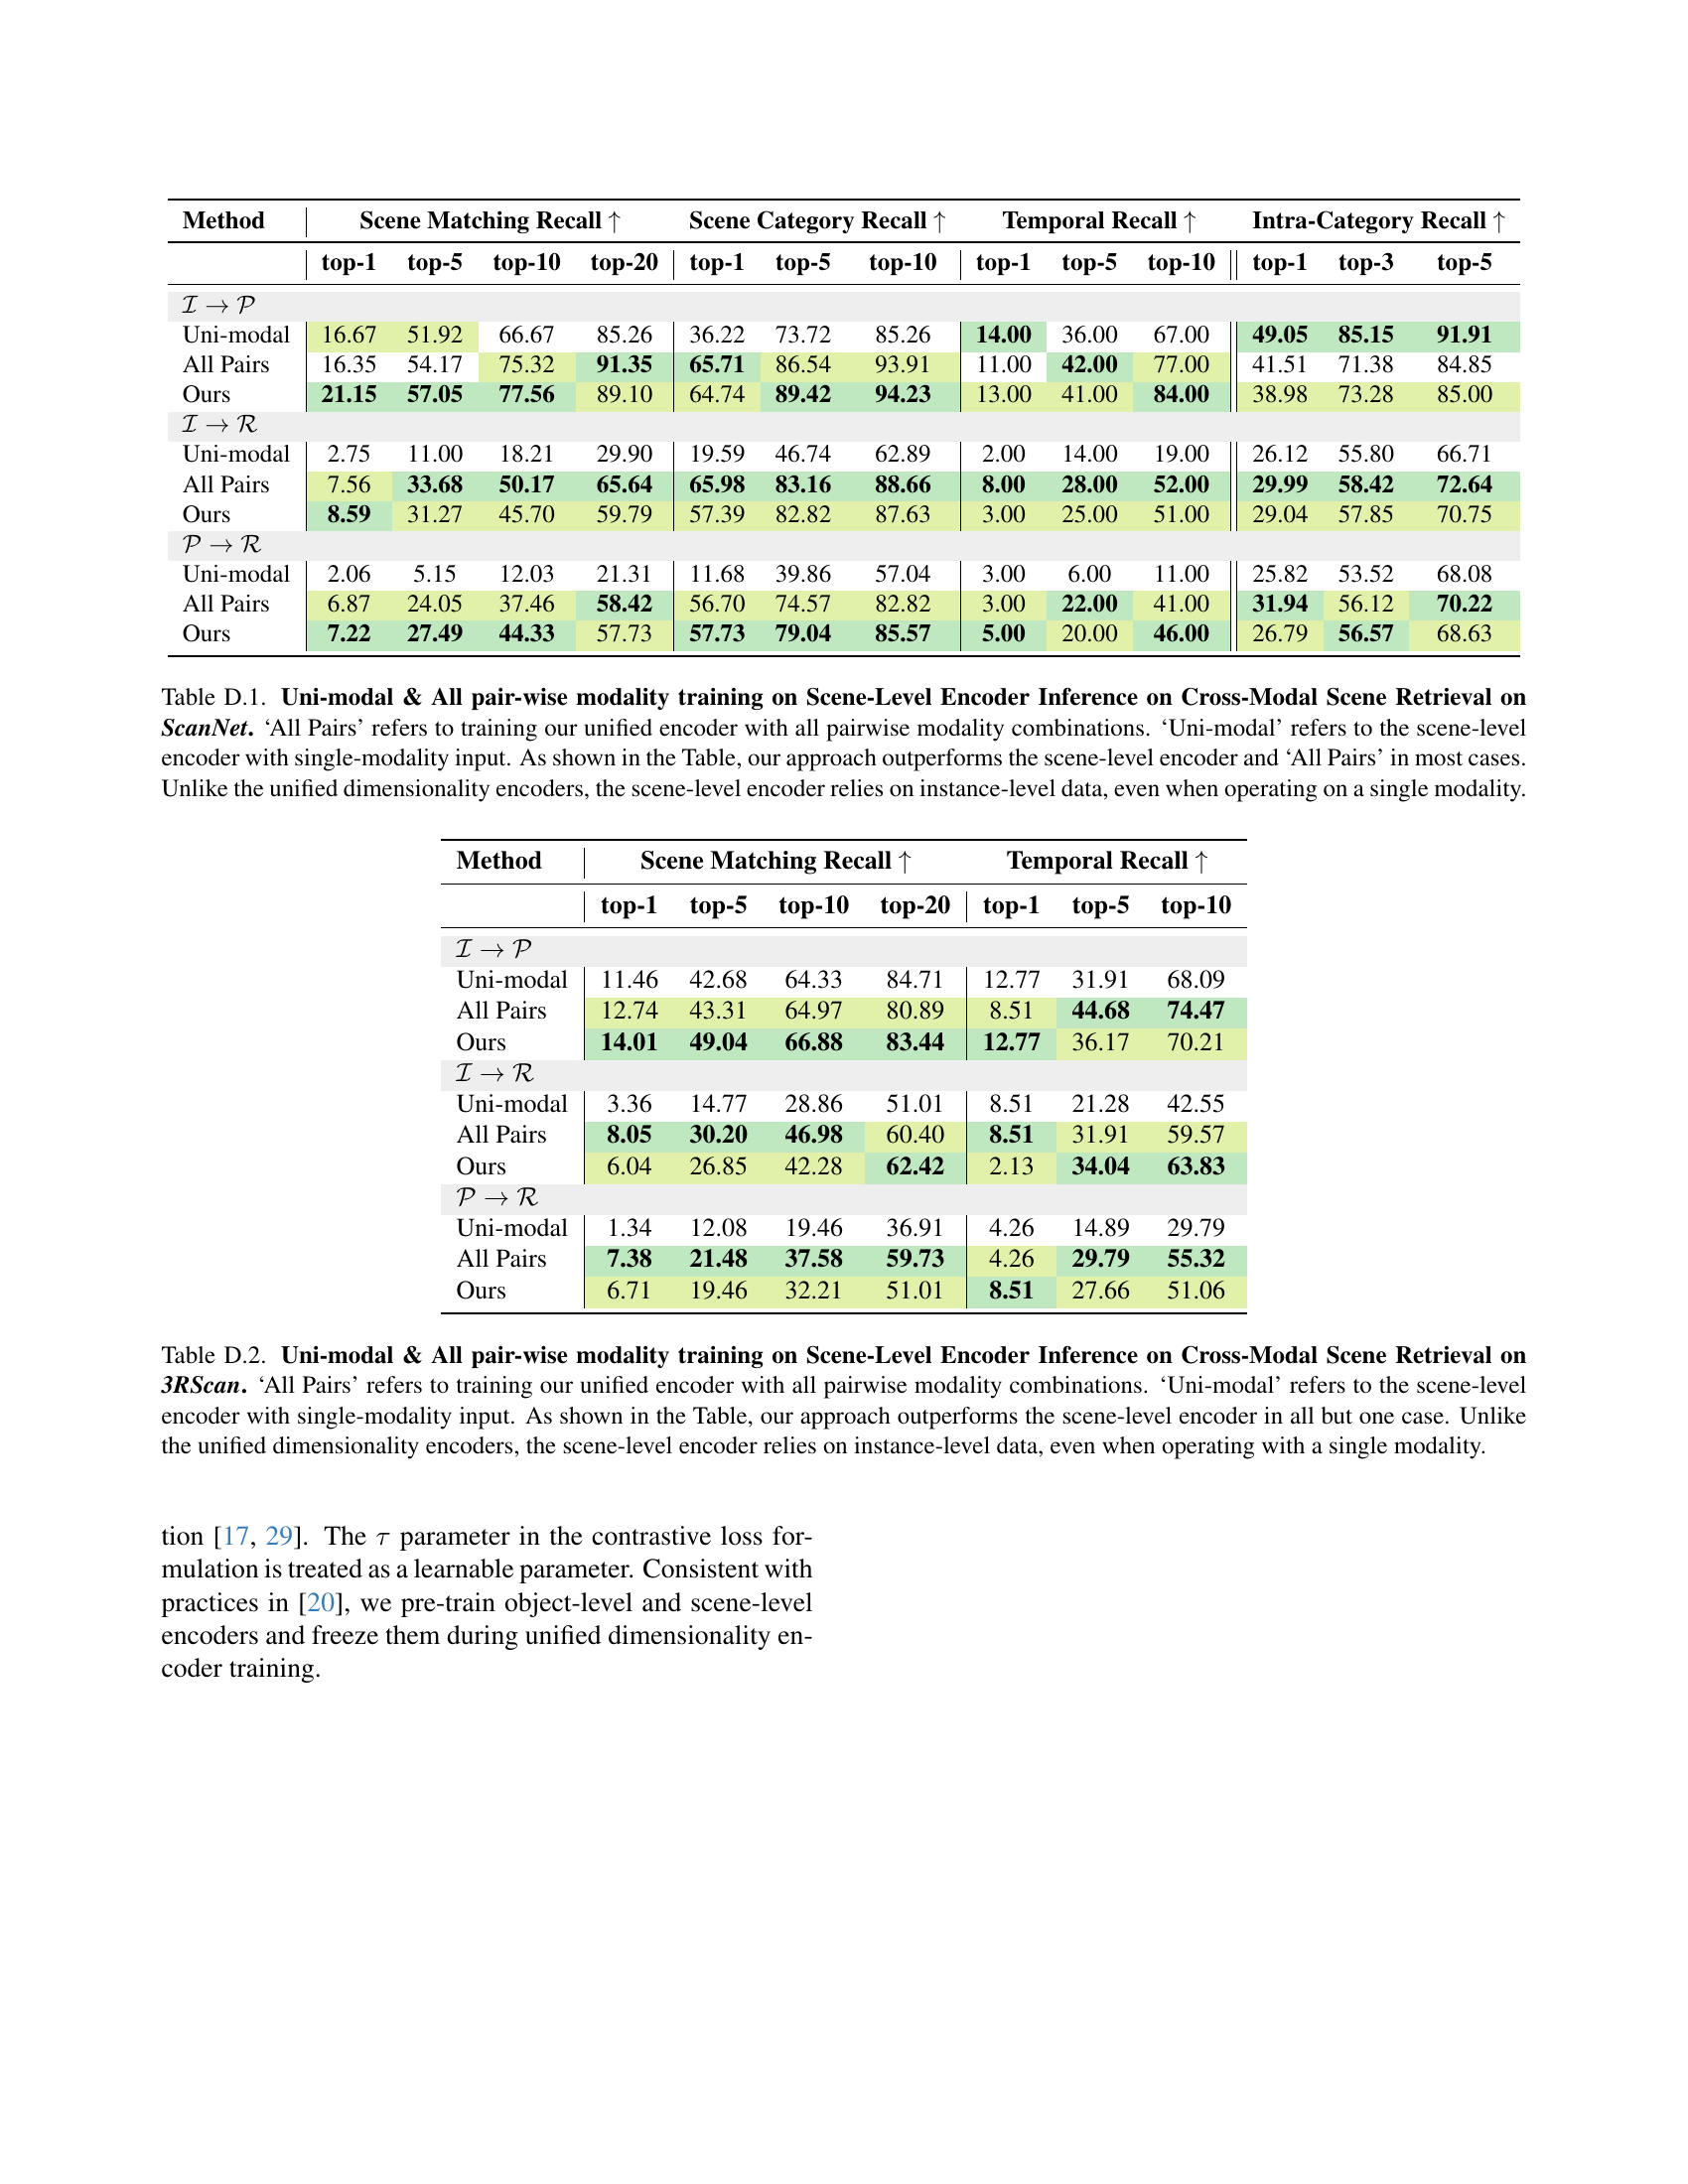 Method Scene Matching Recall ↑ Scene Category Recall ↑ Temporal Recall ↑ Intra-Category Recall ↑
top-1 top-5 top-10 top-20 top-1 top-5 top-10 top-1 top-5 top-10 top-1 top-3 top-5
ℐ → 𝒫
Uni-modal 16.67 51.92 66.67 85.26 36.22 73.72 85.26 14.00 36.00 67.00 49.05 85.15 91.91
All Pairs 16.35 54.17 75.32 91.35 65.71 86.54 93.91 11.00 42.00 77.00 41.51 71.38 84.85
Ours 21.15 57.05 77.56 89.10 64.74 89.42 94.23 13.00 41.00 84.00 38.98 73.28 85.00
ℐ → ℛ
Uni-modal 2.75 11.00 18.21 29.90 19.59 46.74 62.89 2.00 14.00 19.00 26.12 55.80 66.71
All Pairs 7.56 33.68 50.17 65.64 65.98 83.16 88.66 8.00 28.00 52.00 29.99 58.42 72.64
Ours 8.59 31.27 45.70 59.79 57.39 82.82 87.63 3.00 25.00 51.00 29.04 57.85 70.75
𝒫 → ℛ
Uni-modal 2.06 5.15 12.03 21.31 11.68 39.86 57.04 3.00 6.00 11.00 25.82 53.52 68.08
All Pairs 6.87 24.05 37.46 58.42 56.70 74.57 82.82 3.00 22.00 41.00 31.94 56.12 70.22
Ours 7.22 27.49 44.33 57.73 57.73 79.04 85.57 5.00 20.00 46.00 26.79 56.57 68.63
Table D.1. Uni-modal & All pair-wise modality training on Scene-Level Encoder Inference on Cross-Modal Scene Retrieval on
ScanNet. ‘All Pairs’ refers to training our unified encoder with all pairwise modality combinations. ‘Uni-modal’ refers to the scene-level
encoder with single-modality input. As shown in the Table, our approach outperforms the scene-level encoder and ‘All Pairs’ in most cases.
Unlike the unified dimensionality encoders, the scene-level encoder relies on instance-level data, even when operating on a single modality.
Method Scene Matching Recall ↑ Temporal Recall ↑
top-1 top-5 top-10 top-20 top-1 top-5 top-10
ℐ → 𝒫
Uni-modal 11.46 42.68 64.33 84.71 12.77 31.91 68.09
All Pairs 12.74 43.31 64.97 80.89 8.51 44.68 74.47
Ours 14.01 49.04 66.88 83.44 12.77 36.17 70.21
ℐ → ℛ
Uni-modal 3.36 14.77 28.86 51.01 8.51 21.28 42.55
All Pairs 8.05 30.20 46.98 60.40 8.51 31.91 59.57
Ours 6.04 26.85 42.28 62.42 2.13 34.04 63.83
𝒫 → ℛ
Uni-modal 1.34 12.08 19.46 36.91 4.26 14.89 29.79
All Pairs 7.38 21.48 37.58 59.73 4.26 29.79 55.32
Ours 6.71 19.46 32.21 51.01 8.51 27.66 51.06
Table D.2. Uni-modal & All pair-wise modality training on Scene-Level Encoder Inference on Cross-Modal Scene Retrieval on
3RScan. ‘All Pairs’ refers to training our unified encoder with all pairwise modality combinations. ‘Uni-modal’ refers to the scene-level
encoder with single-modality input. As shown in the Table, our approach outperforms the scene-level encoder in all but one case. Unlike
the unified dimensionality encoders, the scene-level encoder relies on instance-level data, even when operating with a single modality.
tion [17, 29]. The τ parameter in the contrastive loss for-
mulation is treated as a learnable parameter. Consistent with
practices in [20], we pre-train object-level and scene-level
encoders and freeze them during unified dimensionality en-
coder training.